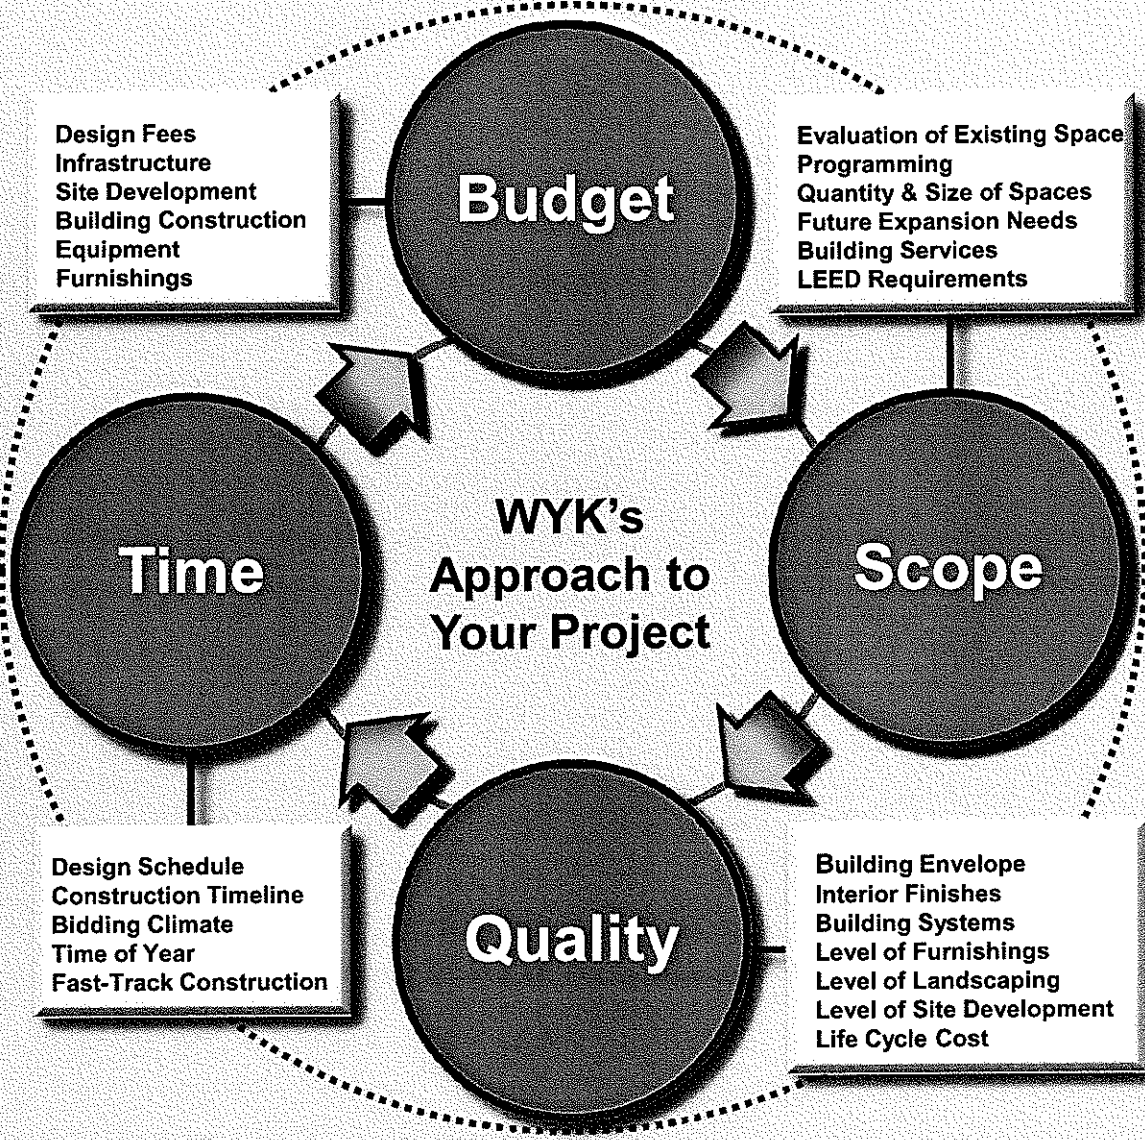 Design Fees
Infrastructure
Site Development
Building Construction
Equipment
Furnishings
Budget
Evaluation of Existing Space
Programming
Quantity & Size of Spaces
Future Expansion Needs
Building Services
LEED Requirements
Time
WYK's
Approach to
Your Project
Scope
Design Schedule
Construction Timeline
Bidding Climate
Time of Year
Fast-Track Construction
Quality
Building Envelope
Interior Finishes
Building Systems
Level of Furnishings
Level of Landscaping
Level of Site Development
Life Cycle Cost